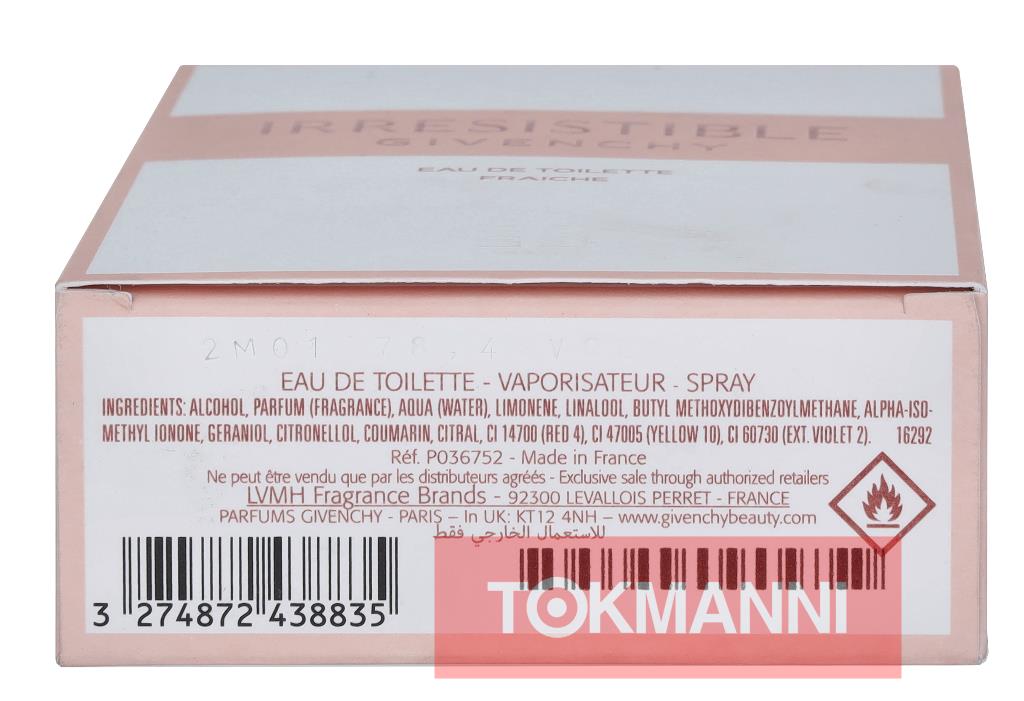 IRRESISTIBLE
GIVENCHY
EAU DE TOILETTE
FRAICHE
2M01 78,4 V
EAU DE TOILETTE - VAPORISATEUR - SPRAY
INGREDIENTS: ALCOHOL, PARFUM (FRAGRANCE), AQUA (WATER), LIMONENE, LINALOOL, BUTYL METHOXYDIBENZOYLMETHANE, ALPHA-ISO-
METHYL IONONE, GERANIOL, CITRONELLOL, COUMARIN, CITRAL, CI 14700 (RED 4), CI 47005 (YELLOW 10), CI 60730 (EXT. VIOLET 2). 16292
Réf. P036752 - Made in France
Ne peut être vendu que par les distributeurs agréés - Exclusive sale through authorized retailers
LVMH Fragrance Brands - 92300 LEVALLOIS PERRET - FRANCE
PARFUMS GIVENCHY - PARIS – In UK: KT12 4NH – www.givenchybeauty.com
للاستعمال الخارجي فقط
3 274872 438835
TOKMANNI